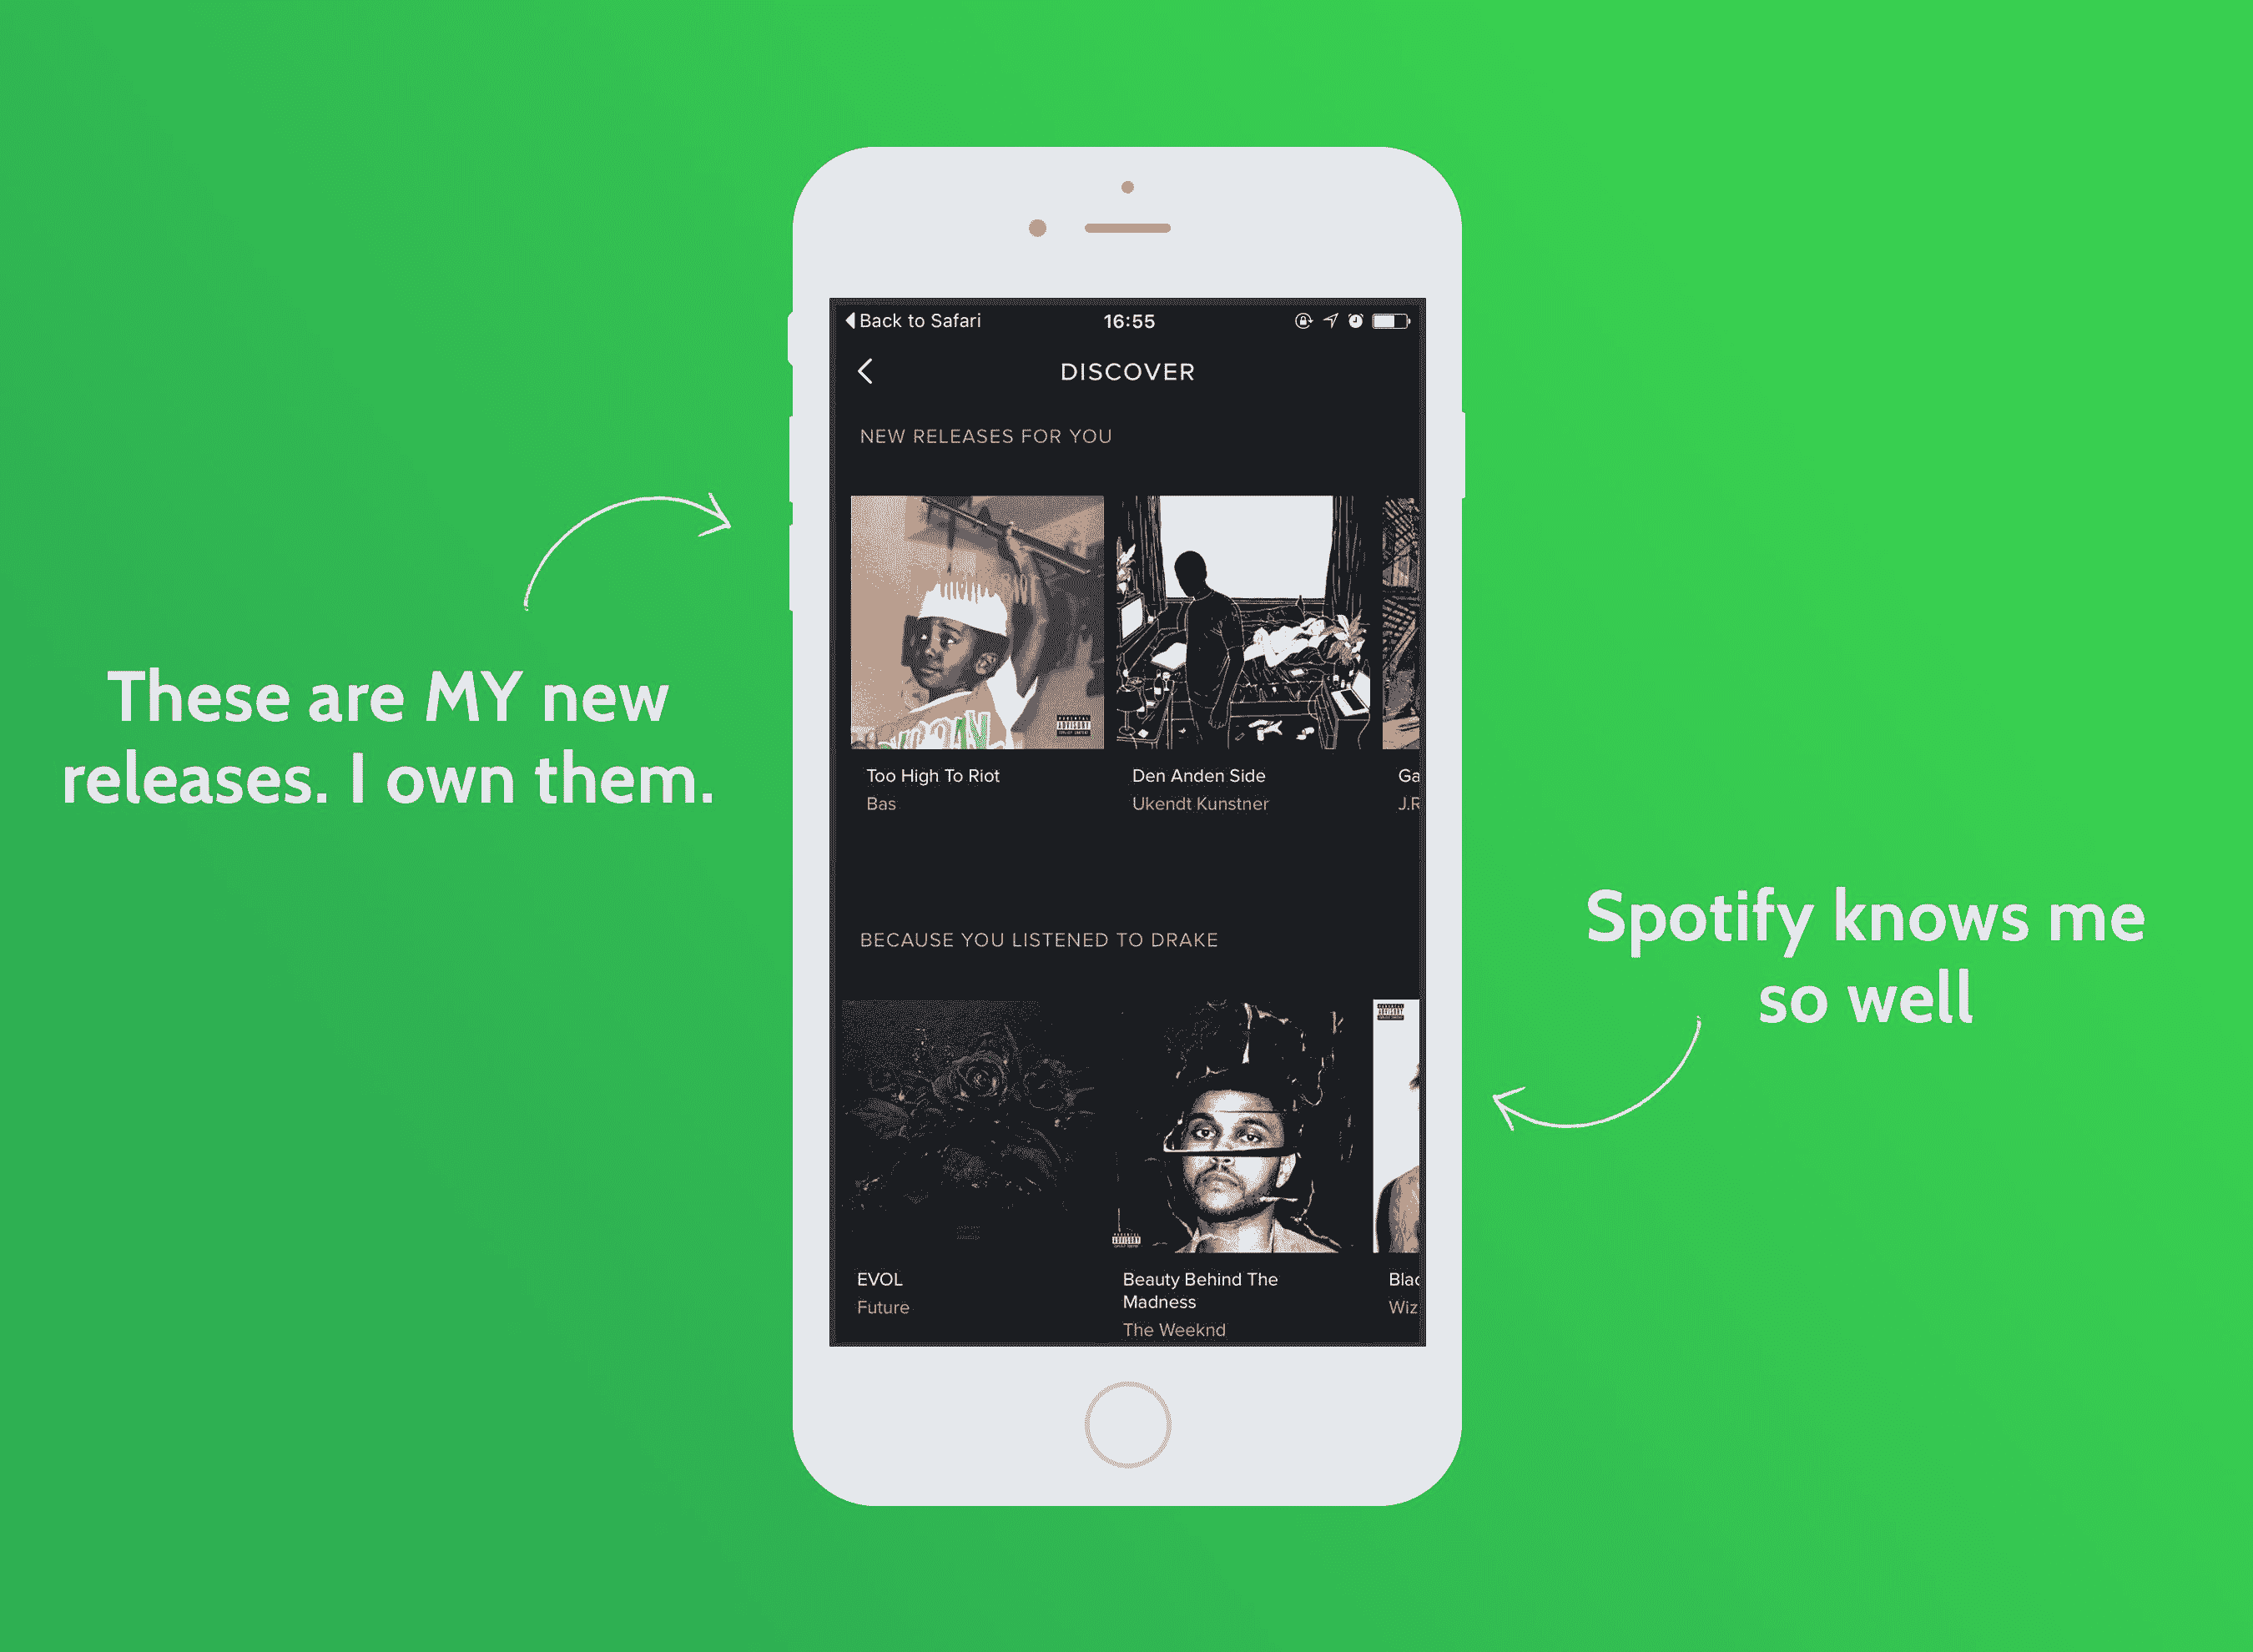 Back to Safari
16:55
DISCOVER
NEW RELEASES FOR YOU
These are MY new
releases. I own them.
Too High To Riot
Bas
Den Anden Side
Ukendt Kunstner
Ga
J.R
BECAUSE YOU LISTENED TO DRAKE
Spotify knows me
so well
PARENTAL
ADVISORY
EVOL
Future
Beauty Behind The
Madness
The Weeknd
Blac
Wiz